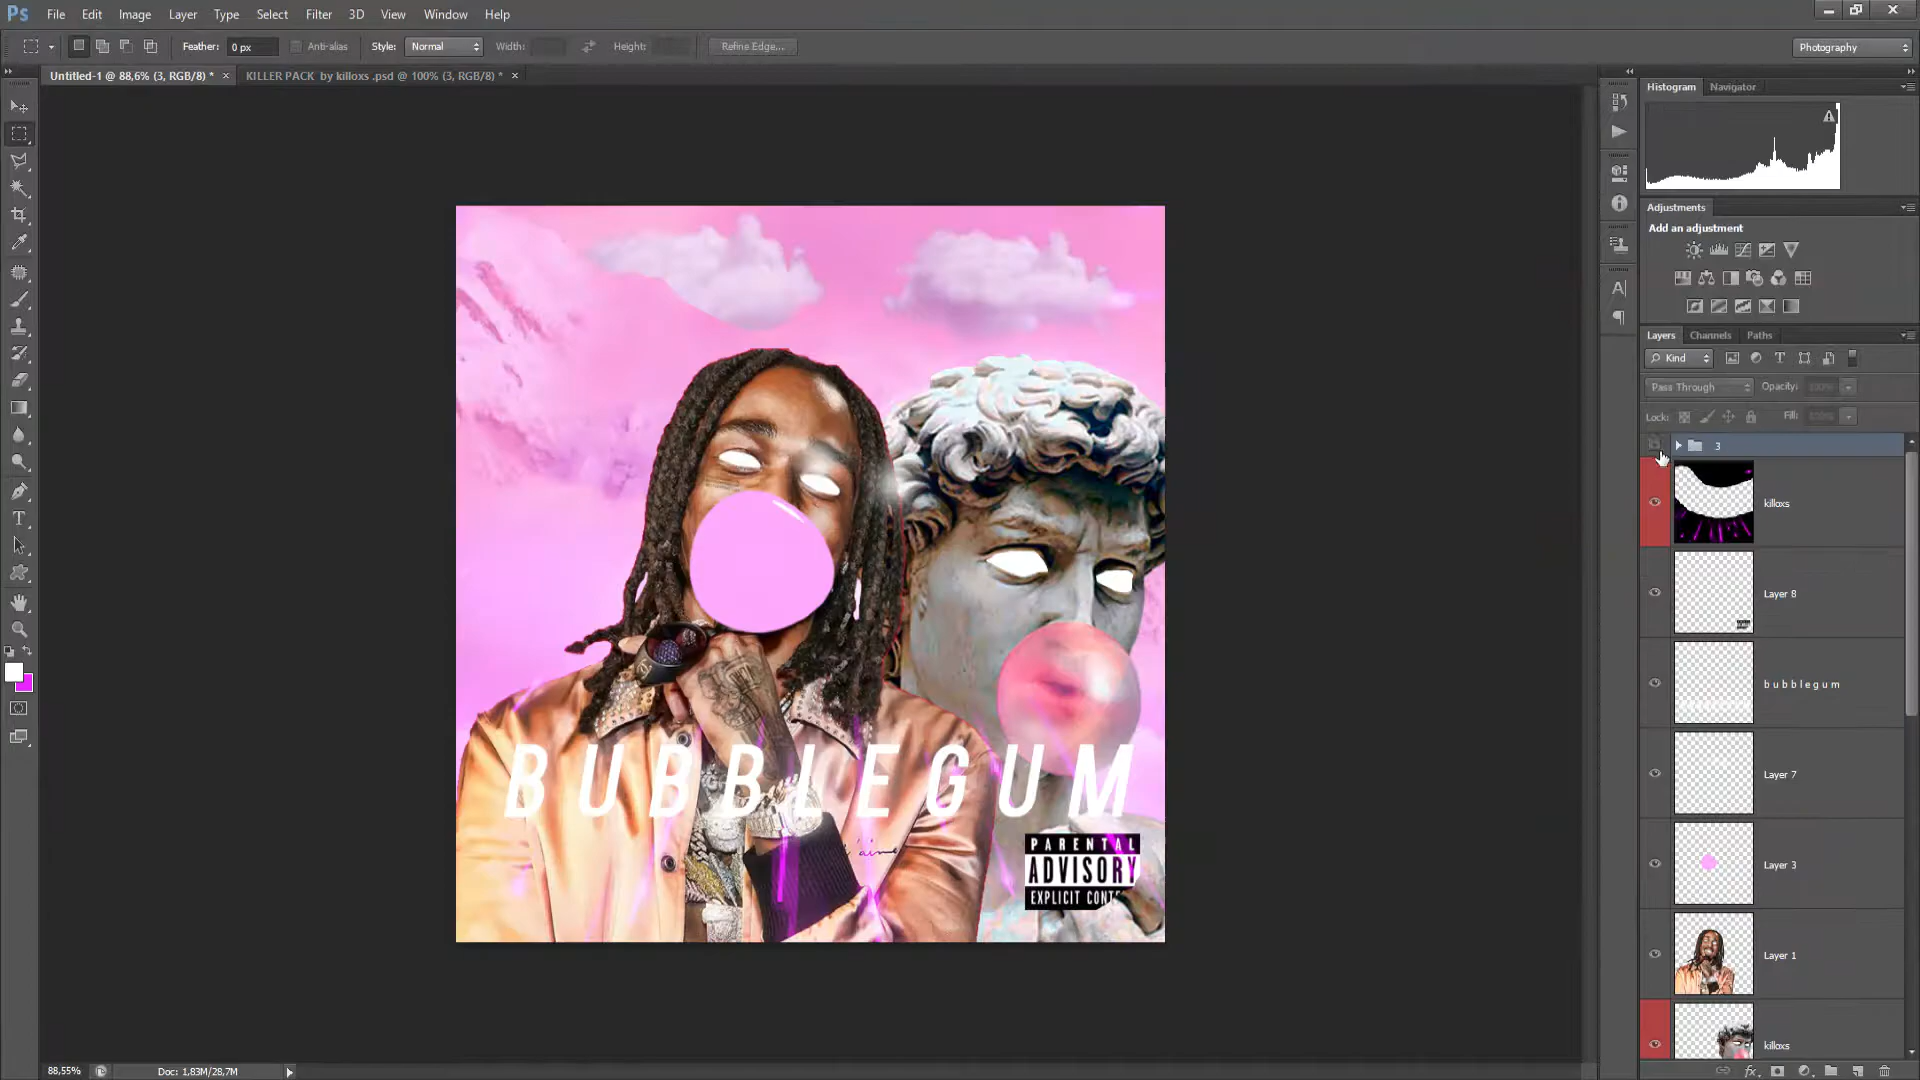 Ps File Edit Image Layer Type Select Filter 3D View Window Help
Feather: 0 px Anti-alias Style: Normal Width: Height: Refine Edge... Photography
Untitled-1 @ 88,6% (3, RGB/8) * × KILLER PACK by killoxs .psd @ 100% (3, RGB/8) * ×
Histogram Navigator
Adjustments
Add an adjustment
Layers Channels Paths
Kind
Pass Through Opacity: 100%
Lock: Fill:
3
killoxs
Layer 8
bubblegum
Layer 7
Layer 3
Layer 1
killoxs
BUBBLEGUM
PARENTAL
ADVISORY
EXPLICIT
88,55% Doc: 1,83M/28,7M